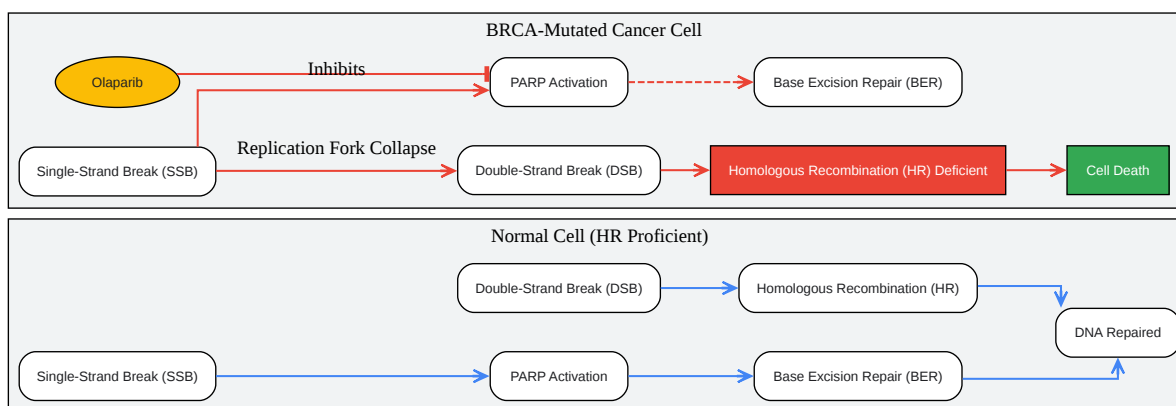 BRCA-Mutated Cancer Cell
Olaparib
Inhibits
PARP Activation
Base Excision Repair (BER)
Single-Strand Break (SSB)
Replication Fork Collapse
Double-Strand Break (DSB)
Homologous Recombination (HR) Deficient
Cell Death
Normal Cell (HR Proficient)
Double-Strand Break (DSB)
Homologous Recombination (HR)
DNA Repaired
Single-Strand Break (SSB)
PARP Activation
Base Excision Repair (BER)